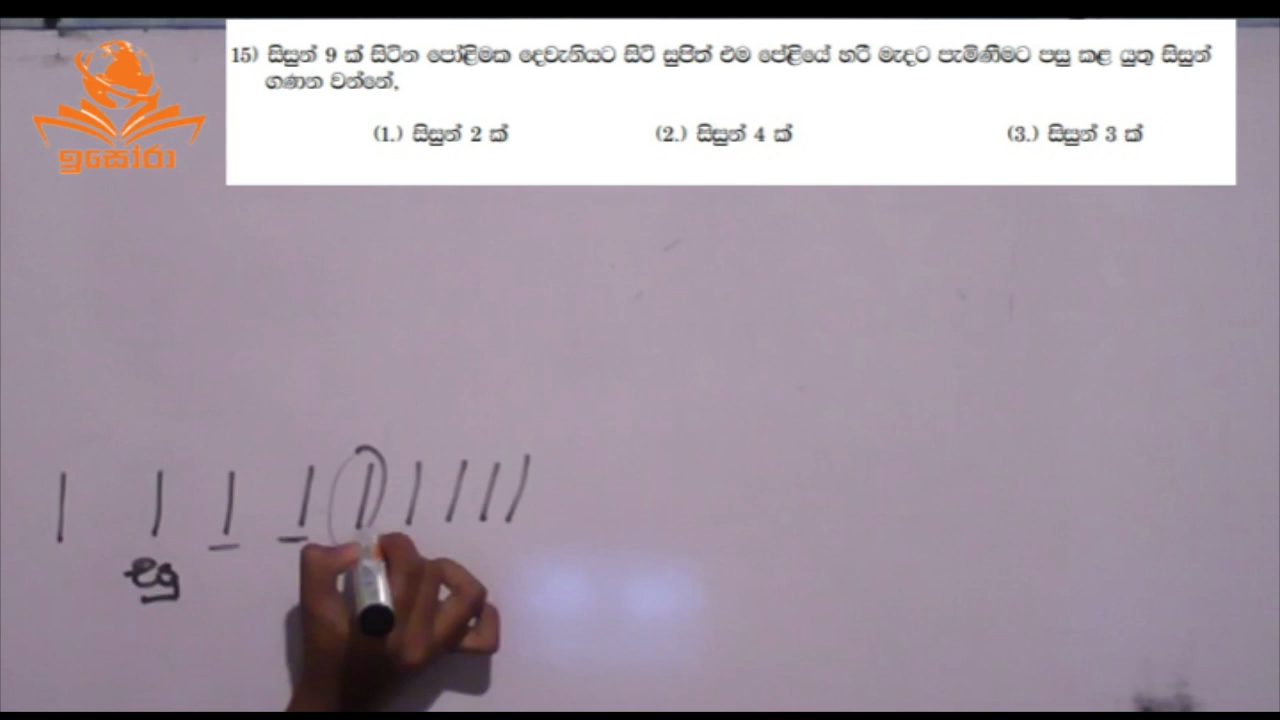 ඉසෝරා
15) සිසුන් 9 ක් සිටින පෝළිමක දෙවැනියට සිටි සුපින් එම පේළියේ හරි මැදට පැමිණීමට පසු කළ යුතු සිසුන්
ගණන වන්නේ,
(1.) සිසුන් 2 ක් (2.) සිසුන් 4 ක් (3.) සිසුන් 3 ක්
සු